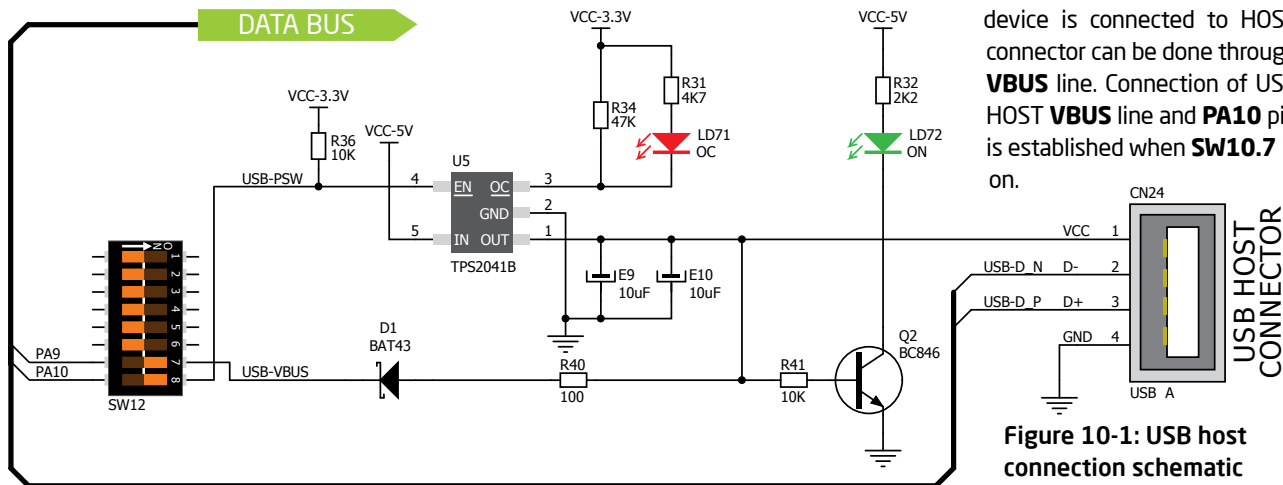 DATA BUS
VCC-3.3V
VCC-5V
device is connected to HOS
connector can be done throug
VBUS line. Connection of US
HOST VBUS line and PA10 pi
is established when SW10.7
on.
R31
4K7
R34
47K
R32
2K2
VCC-3.3V
R36
10K
VCC-5V
LD71
OC
LD72
ON
U5
USB-PSW
4
EN
OC
3
GND
2
5
IN
OUT
1
TPS2041B
CN24
VCC
1
USB-D_N
D-
2
USB-D_P
D+
3
GND
4
USB A
USB HOST
CONNECTOR
E9
10uF
E10
10uF
O
N
1
2
3
4
5
6
7
8
PA9
PA10
SW12
USB-VBUS
D1
BAT43
R40
100
R41
10K
Q2
BC846
Figure 10-1: USB host
connection schematic